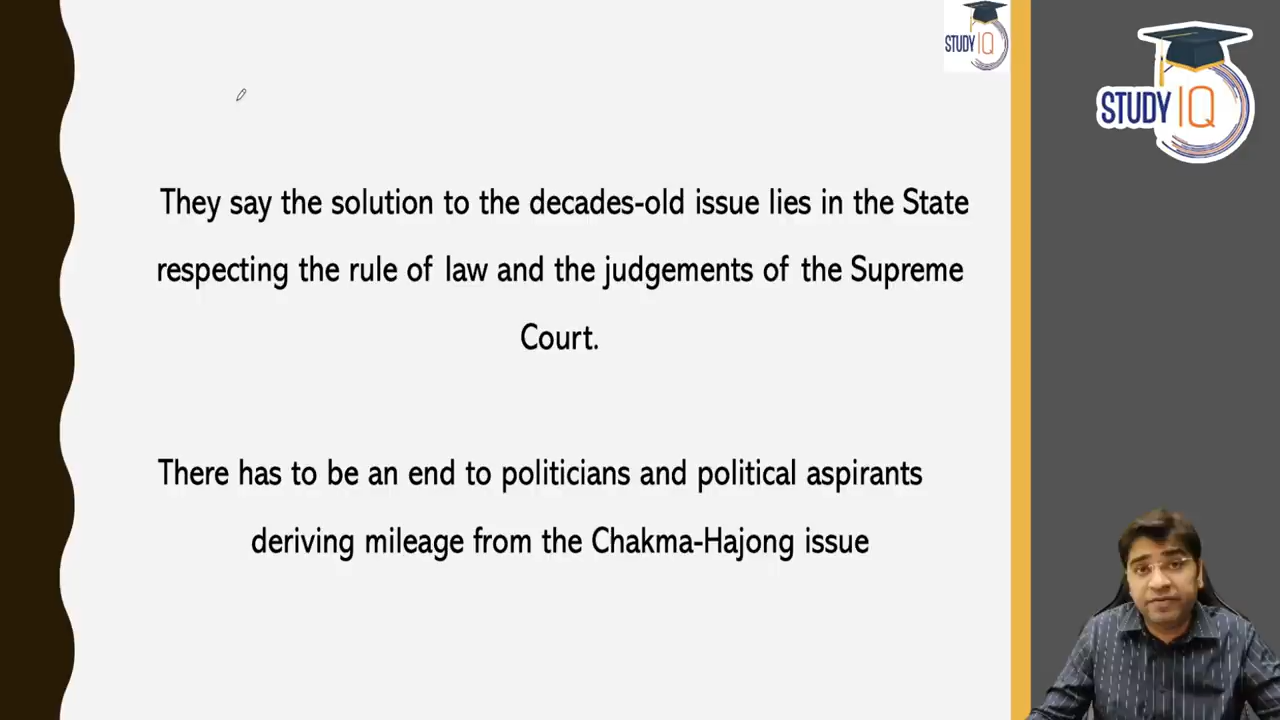 STUDY IQ
STUDY IQ
They say the solution to the decades-old issue lies in the State
respecting the rule of law and the judgements of the Supreme
Court.
There has to be an end to politicians and political aspirants
deriving mileage from the Chakma-Hajong issue